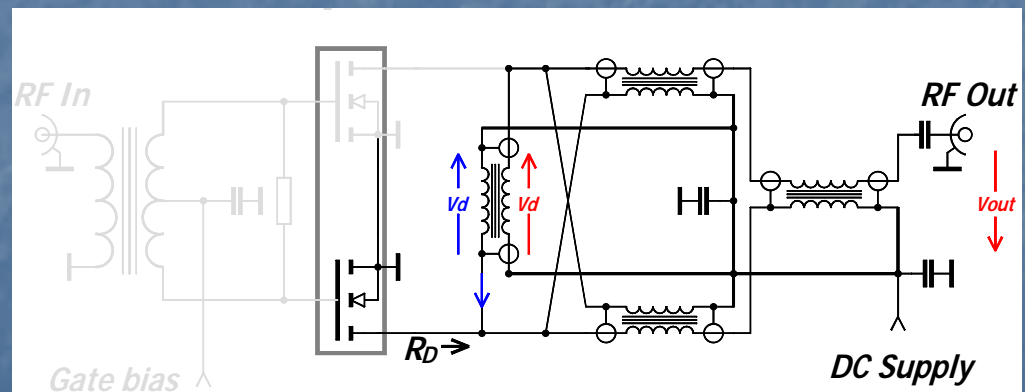 RF In
RF Out
Vd
Vd
Vout
RD
DC Supply
Gate bias